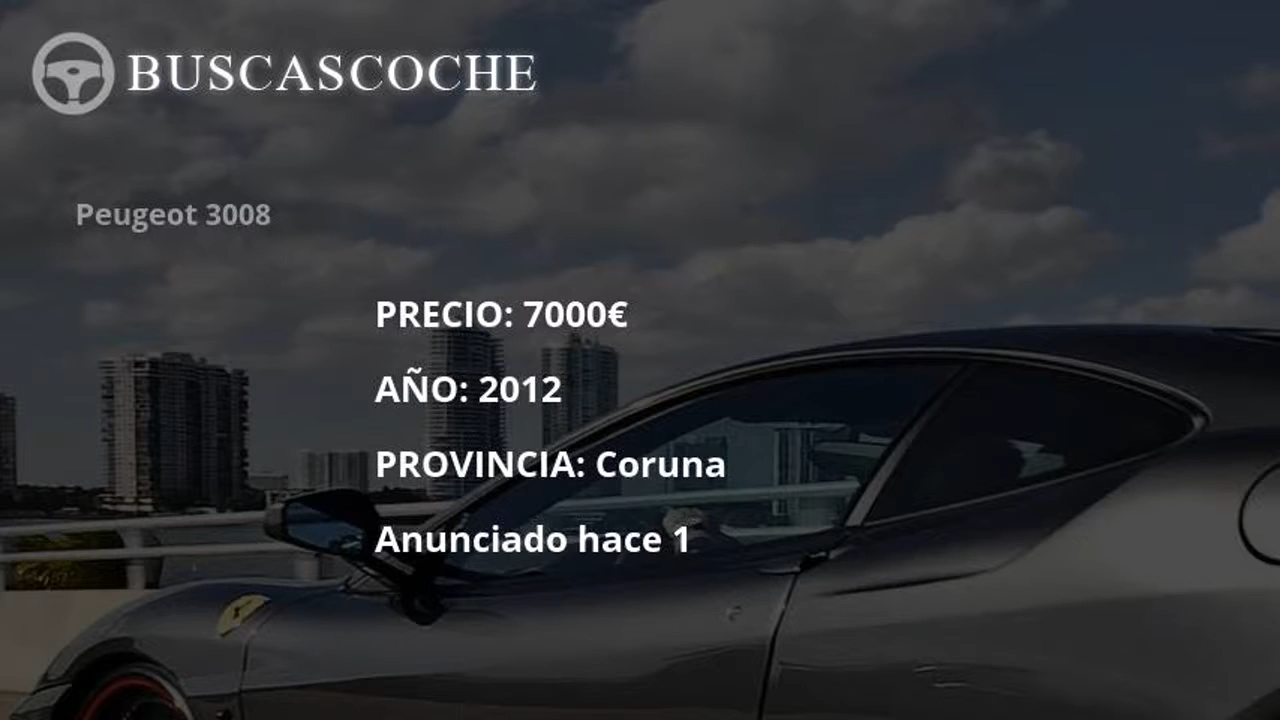 BUSCASCOCHE
Peugeot 3008
PRECIO: 7000€
AÑO: 2012
PROVINCIA: Coruna
Anunciado hace 1